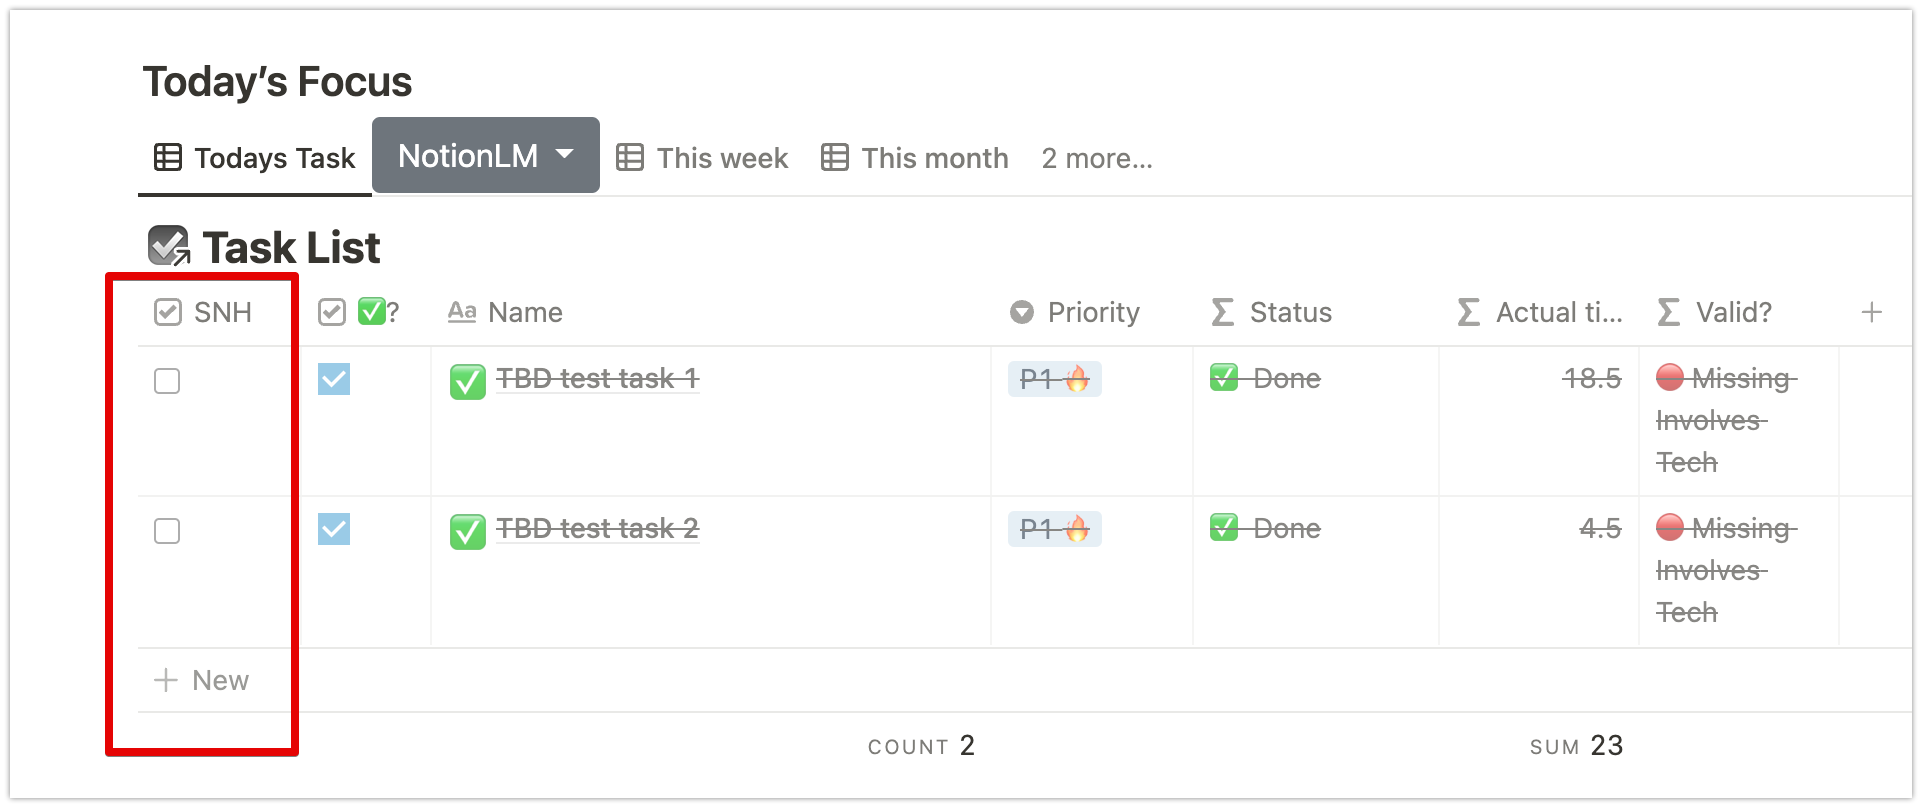 Today’s Focus
Todays Task NotionLM This week This month 2 more...
Task List
SNH ✅? Aa Name Priority Status Actual ti... Valid?
TBD test task 1 P1 🔥 ✅ Done 18.5 🔴 Missing
Involves
Tech
TBD test task 2 P1 🔥 ✅ Done 4.5 🔴 Missing
Involves
Tech
+ New
COUNT 2 SUM 23